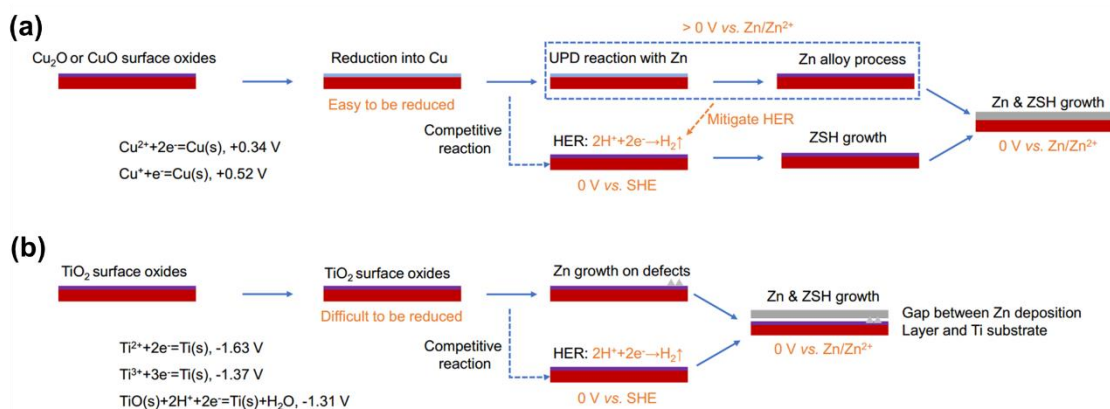 (a)
> 0 V vs. Zn/Zn²⁺
Cu₂O or CuO surface oxides
Reduction into Cu
UPD reaction with Zn
Zn alloy process
Easy to be reduced
Zn & ZSH growth
Competitive
reaction
Mitigate HER
Cu²⁺+2e⁻=Cu(s), +0.34 V
HER: 2H⁺+2e⁻→H₂↑
ZSH growth
0 V vs. Zn/Zn²⁺
Cu⁺+e⁻=Cu(s), +0.52 V
0 V vs. SHE
(b)
TiO₂ surface oxides
TiO₂ surface oxides
Zn growth on defects
Difficult to be reduced
Zn & ZSH growth
Gap between Zn deposition
Layer and Ti substrate
Ti²⁺+2e⁻=Ti(s), -1.63 V
Competitive
reaction
HER: 2H⁺+2e⁻→H₂↑
0 V vs. Zn/Zn²⁺
Ti³⁺+3e⁻=Ti(s), -1.37 V
0 V vs. SHE
TiO(s)+2H⁺+2e⁻=Ti(s)+H₂O, -1.31 V